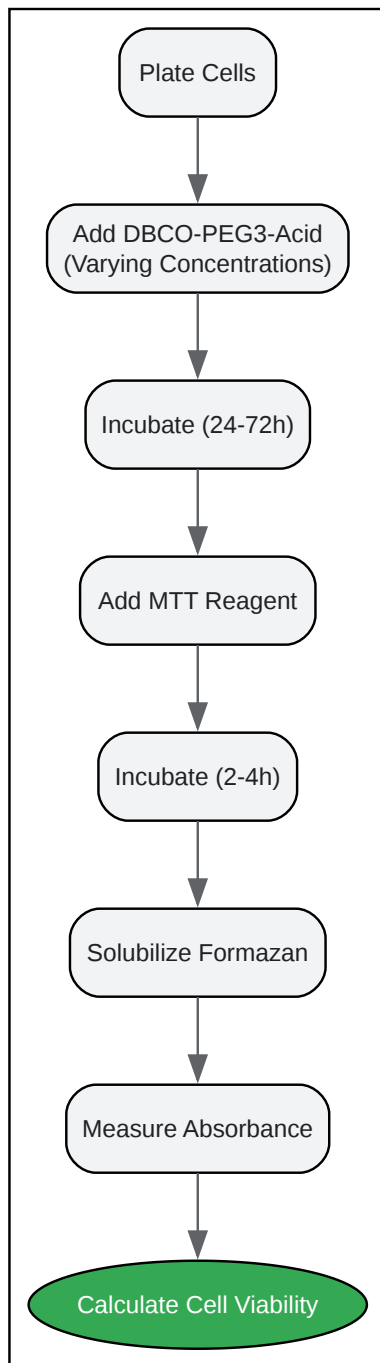 Plate Cells
Add DBCO-PEG3-Acid
(Varying Concentrations)
Incubate (24-72h)
Add MTT Reagent
Incubate (2-4h)
Solubilize Formazan
Measure Absorbance
Calculate Cell Viability